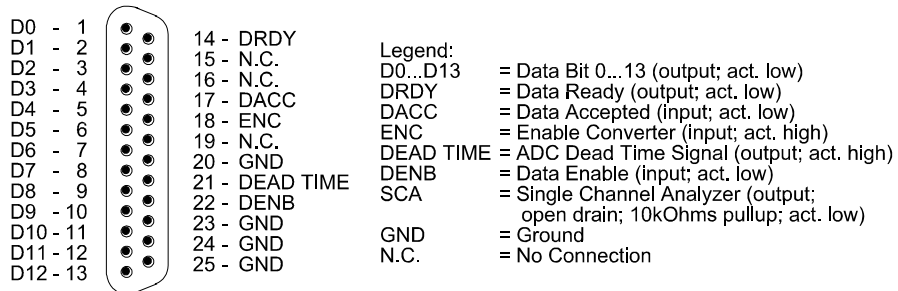 D0 - 1
D1 - 2
D2 - 3
D3 - 4
D4 - 5
D5 - 6
D6 - 7
D7 - 8
D8 - 9
D9 - 10
D10 - 11
D11 - 12
D12 - 13
14 - DRDY
15 - N.C.
16 - N.C.
17 - DACC
18 - ENC
19 - N.C.
20 - GND
21 - DEAD TIME
22 - DENB
23 - GND
24 - GND
25 - GND
Legend:
D0...D13 = Data Bit 0...13 (output; act. low)
DRDY = Data Ready (output; act. low)
DACC = Data Accepted (input; act. low)
ENC = Enable Converter (input; act. high)
DEAD TIME = ADC Dead Time Signal (output; act. high)
DENB = Data Enable (input; act. low)
SCA = Single Channel Analyzer (output;
open drain; 10kOhms pullup; act. low)
GND = Ground
N.C. = No Connection